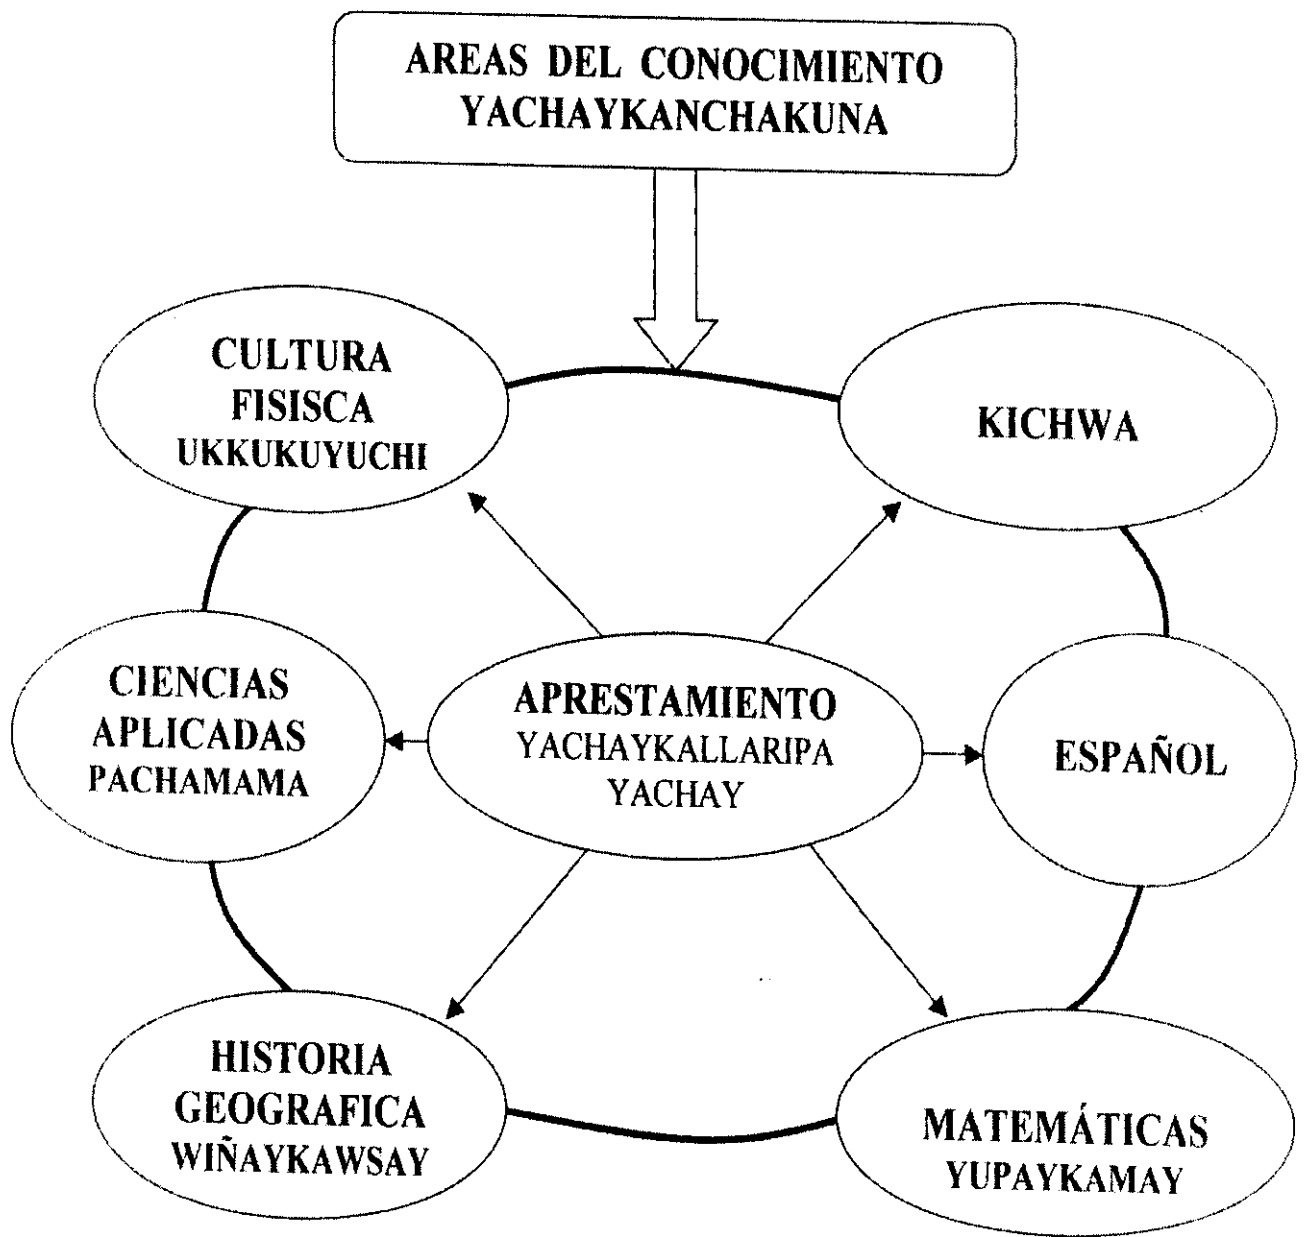 AREAS DEL CONOCIMIENTO
YACHAYKANCHAKUNA
CULTURA
FISISCA
UKKUKUYUCHI
KICHWA
CIENCIAS
APLICADAS
PACHAMAMA
APRESTAMIENTO
YACHAYKALLARIPA
YACHAY
ESPAÑOL
HISTORIA
GEOGRAFICA
WIÑAYKAWSAY
MATEMÁTICAS
YUPAYKAMAY